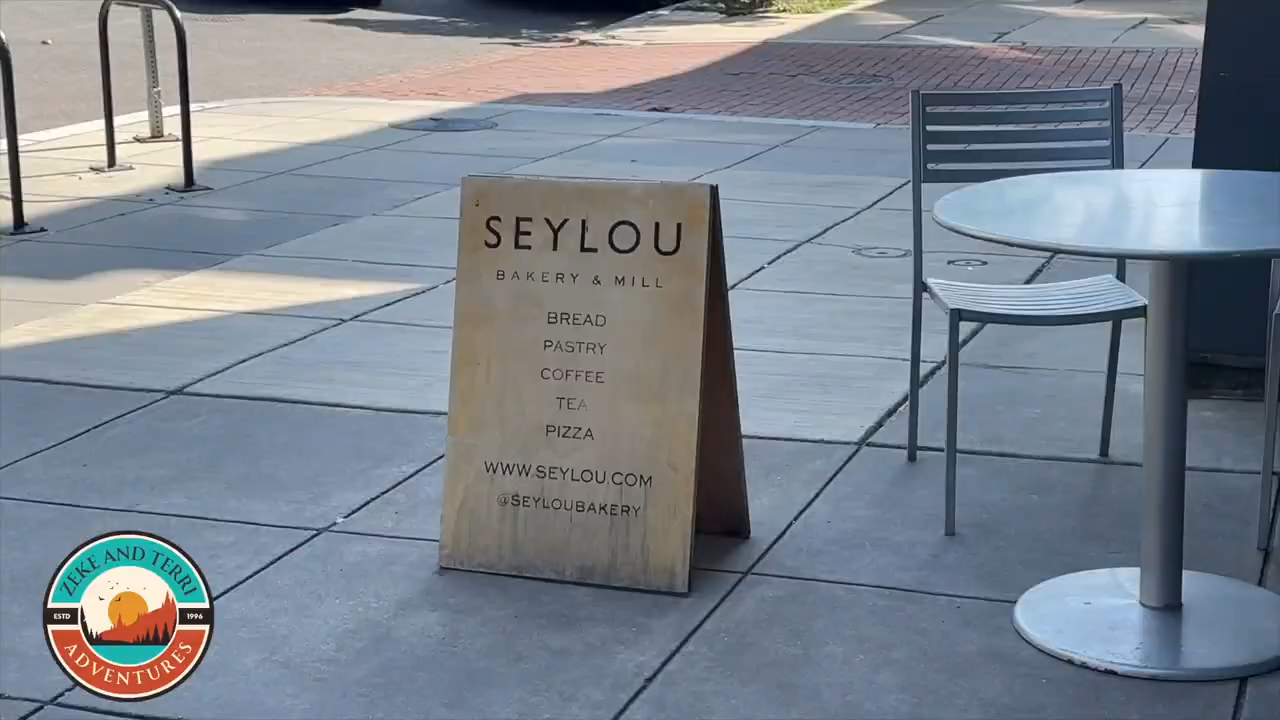 SEYLOU
BAKERY & MILL
BREAD
PASTRY
COFFEE
TEA
PIZZA
WWW.SEYLOU.COM
@SEYLOUBAKERY
ZEKE AND TERRI
ESTD 1996
ADVENTURES